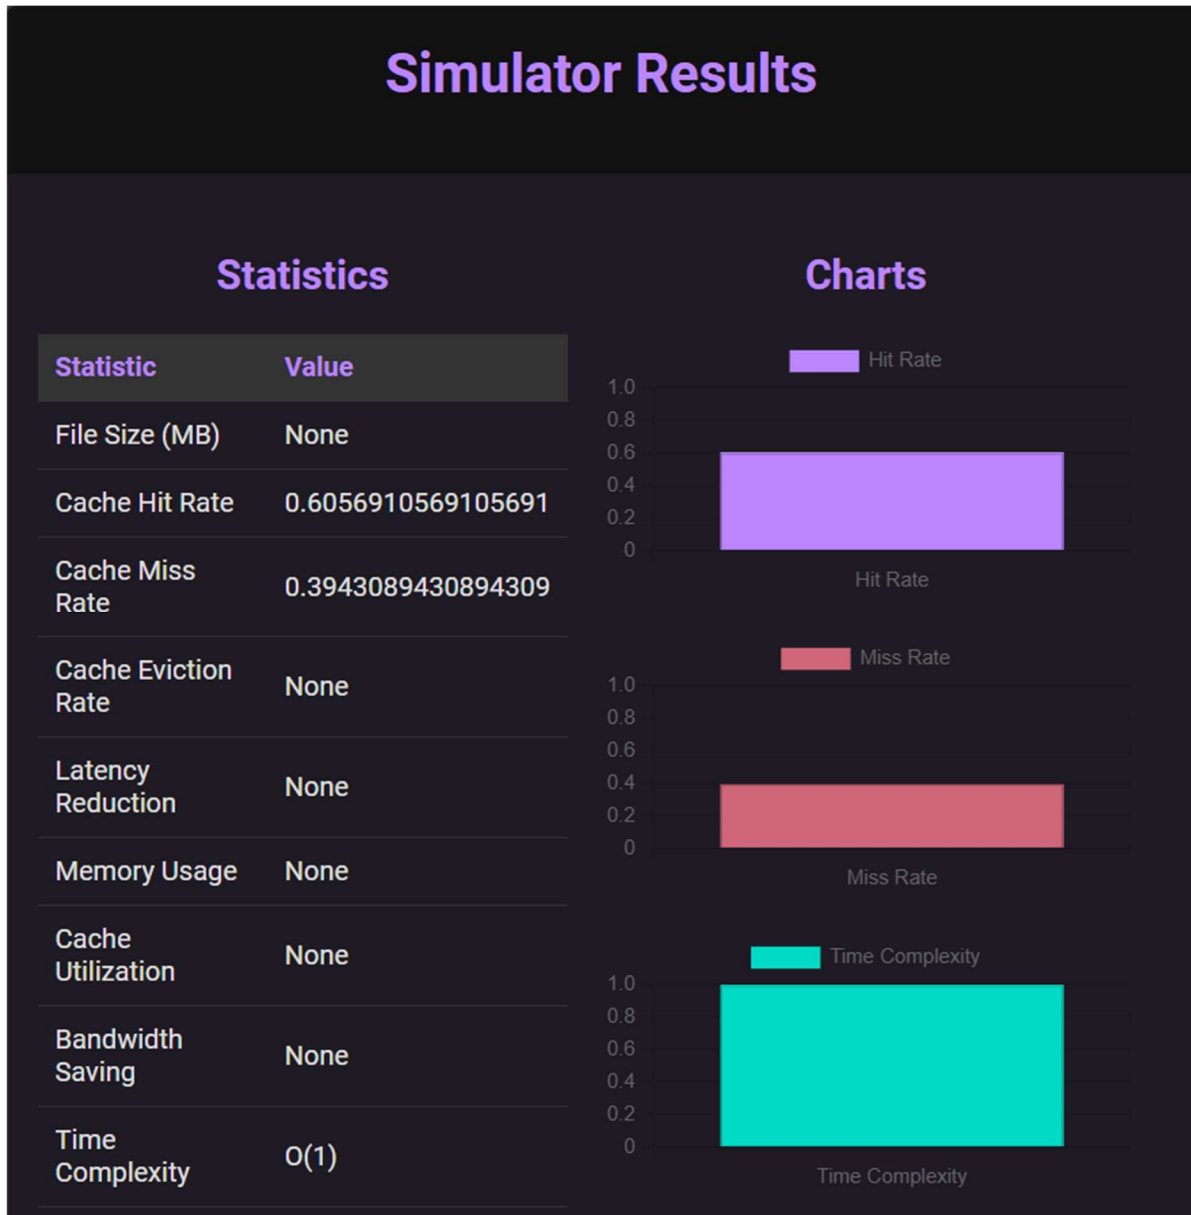 Simulator Results
Statistics
Statistic Value
File Size (MB) None
Cache Hit Rate 0.6056910569105691
Cache Miss
Rate
0.3943089430894309
Cache Eviction
Rate
None
Latency
Reduction
None
Memory Usage None
Cache
Utilization
None
Bandwidth
Saving
None
Time
Complexity
O(1)
Charts
Hit Rate
1.0
0.8
0.6
0.4
0.2
0
Hit Rate
Miss Rate
1.0
0.8
0.6
0.4
0.2
0
Miss Rate
Time Complexity
1.0
0.8
0.6
0.4
0.2
0
Time Complexity